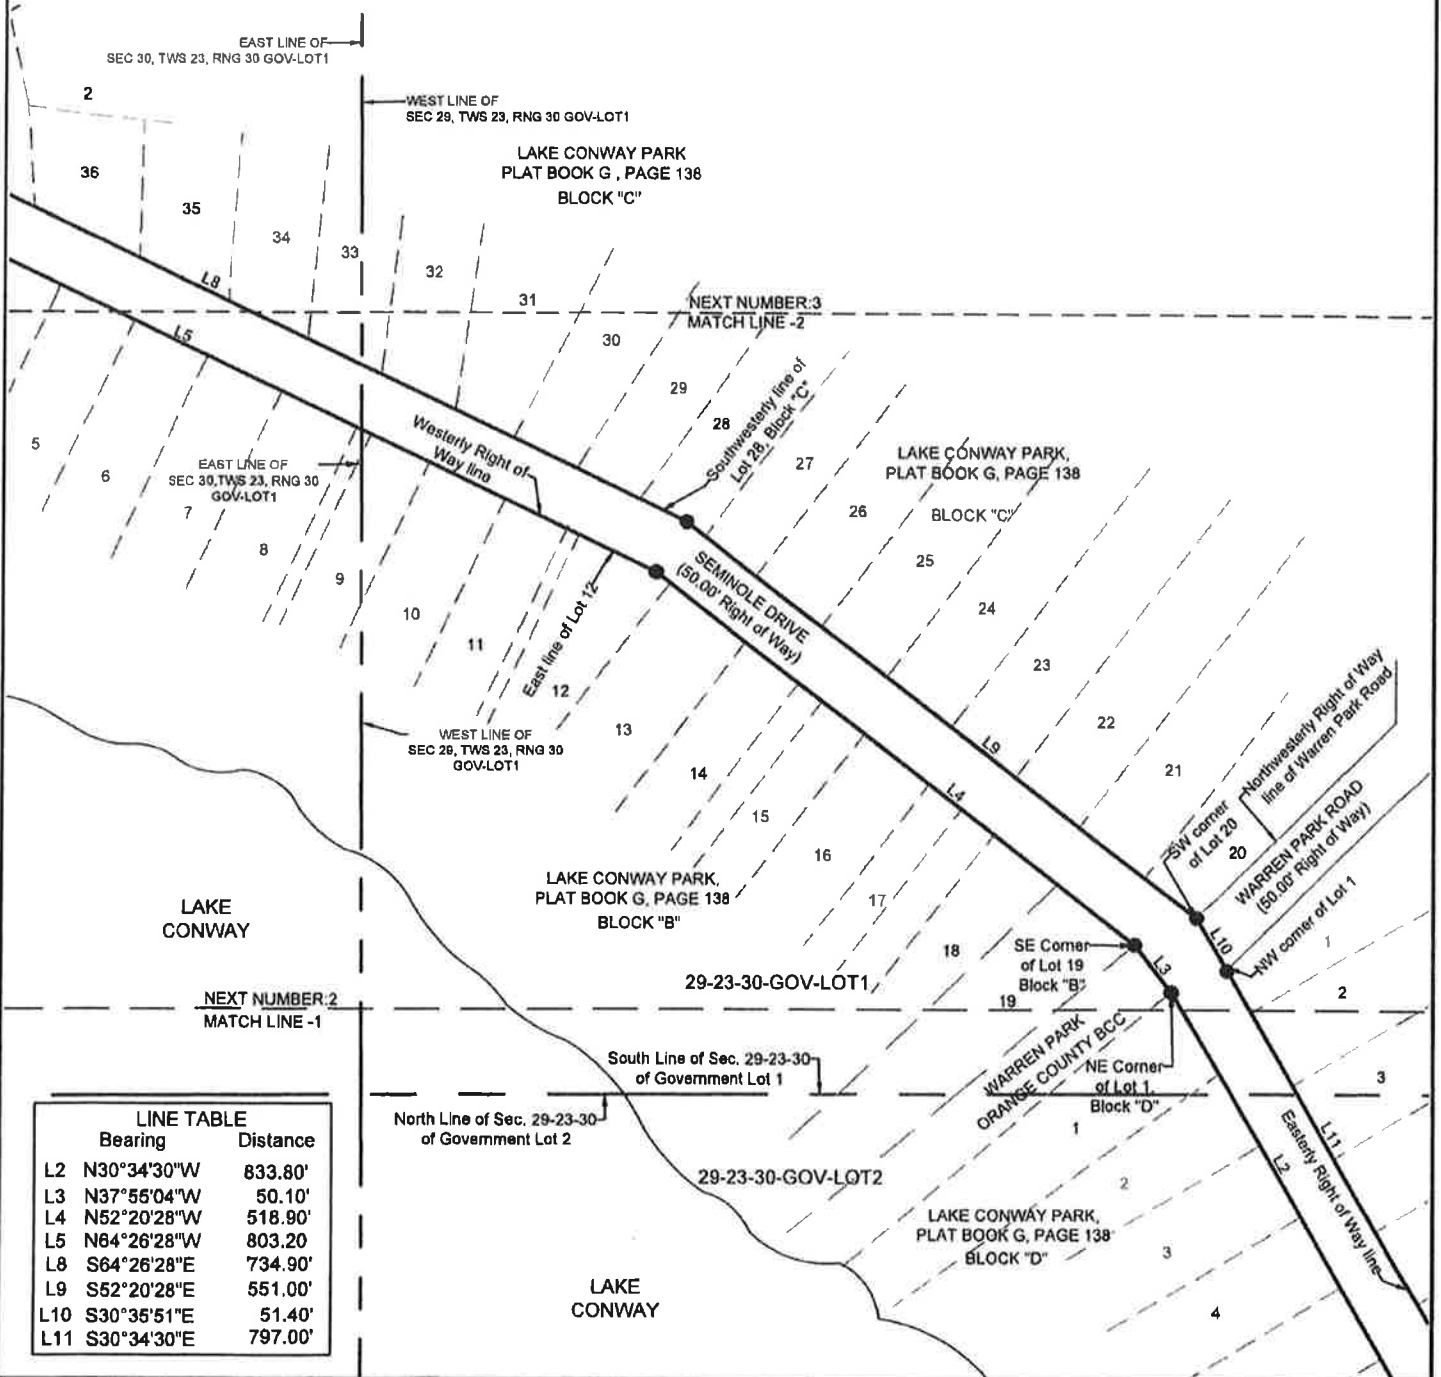 EAST LINE OF
SEC 30, TWS 23, RNG 30 GOV-LOT1
2
WEST LINE OF
SEC 29, TWS 23, RNG 30 GOV-LOT1
LAKE CONWAY PARK
PLAT BOOK G , PAGE 138
BLOCK "C"
36
35
34
33
32
31
30
29
28
27
26
25
24
23
22
21
20
L8
L5
NEXT NUMBER:3
MATCH LINE -2
Southwesterly line of
Lot 28, Block "C"
Westerly Right of
Way line
LAKE CONWAY PARK,
PLAT BOOK G, PAGE 138
BLOCK "C"
EAST LINE OF
SEC 30,TWS 23, RNG 30
GOV-LOT1
5
6
7
8
9
10
11
12
13
14
15
16
17
18
19
East line of Lot 12
SEMINOLE DRIVE
(50.00' Right of Way)
WEST LINE OF
SEC 29, TWS 23, RNG 30
GOV-LOT1
L9
L4
Northwesterly Right of Way
line of Warren Park Road
SW corner
of Lot 20
WARREN PARK ROAD
(50.00' Right of Way)
NW corner of Lot 1
LAKE CONWAY PARK,
PLAT BOOK G, PAGE 138
BLOCK "B"
LAKE
CONWAY
SE Corner
of Lot 19
Block "B"
L3
L10
1
2
3
29-23-30-GOV-LOT1
NEXT NUMBER:2
MATCH LINE -1
WARREN PARK
ORANGE COUNTY BCC
NE Corner
of Lot 1,
Block "D"
South Line of Sec. 29-23-30
of Government Lot 1
North Line of Sec. 29-23-30
of Government Lot 2
29-23-30-GOV-LOT2
1
2
3
4
L2
L11
Easterly Right of Way line
LAKE CONWAY PARK,
PLAT BOOK G, PAGE 138
BLOCK "D"
LAKE
CONWAY
LINE TABLE
Bearing Distance
L2 N30°34'30"W 833.80'
L3 N37°55'04"W 50.10'
L4 N52°20'28"W 518.90'
L5 N64°26'28"W 803.20
L8 S64°26'28"E 734.90'
L9 S52°20'28"E 551.00'
L10 S30°35'51"E 51.40'
L11 S30°34'30"E 797.00'